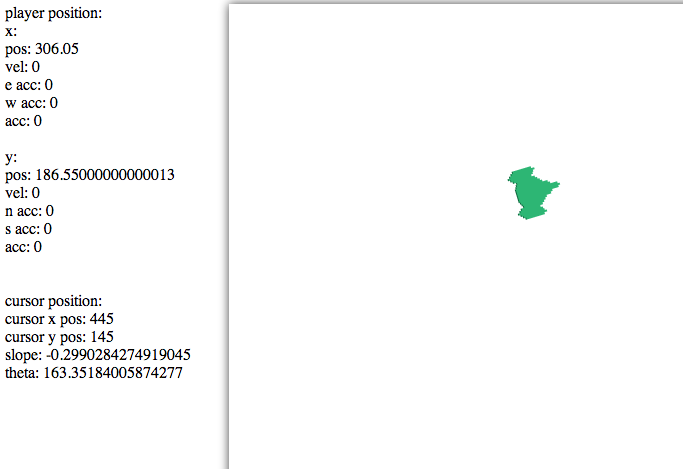 player position:
x:
pos: 306.05
vel: 0
e acc: 0
w acc: 0
acc: 0
y:
pos: 186.55000000000013
vel: 0
n acc: 0
s acc: 0
acc: 0
cursor position:
cursor x pos: 445
cursor y pos: 145
slope: -0.2990284274919045
theta: 163.35184005874277